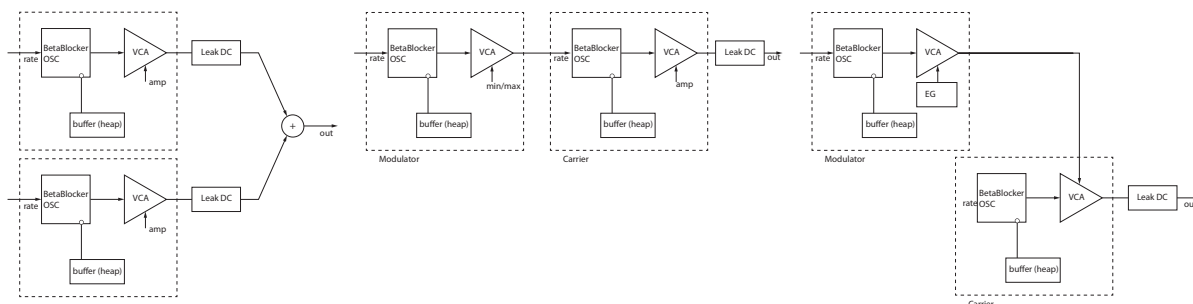 BetaBlocker
OSC
VCA
Leak DC
rate
amp
buffer (heap)
+
out
BetaBlocker
OSC
VCA
Leak DC
rate
amp
buffer (heap)
BetaBlocker
OSC
VCA
rate
min/max
buffer (heap)
Modulator
BetaBlocker
OSC
VCA
Leak DC
rate
amp
out
buffer (heap)
Carrier
BetaBlocker
OSC
VCA
rate
EG
buffer (heap)
Modulator
BetaBlocker
OSC
VCA
Leak DC
rate
ou
buffer (heap)
Carrier